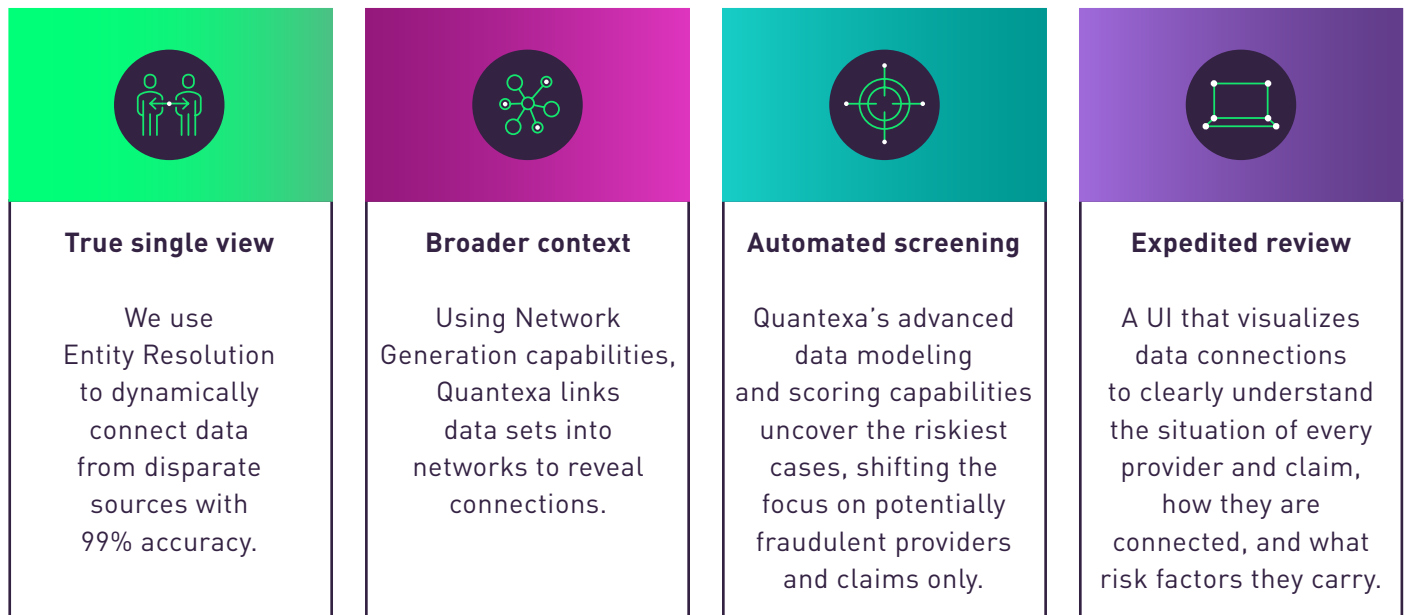 True single view
We use
Entity Resolution
to dynamically
connect data
from disparate
sources with
99% accuracy.
Broader context
Using Network
Generation capabilities,
Quantexa links
data sets into
networks to reveal
connections.
Automated screening
Quantexa’s advanced
data modeling
and scoring capabilities
uncover the riskiest
cases, shifting the
focus on potentially
fraudulent providers
and claims only.
Expedited review
A UI that visualizes
data connections
to clearly understand
the situation of every
provider and claim,
how they are
connected, and what
risk factors they carry.